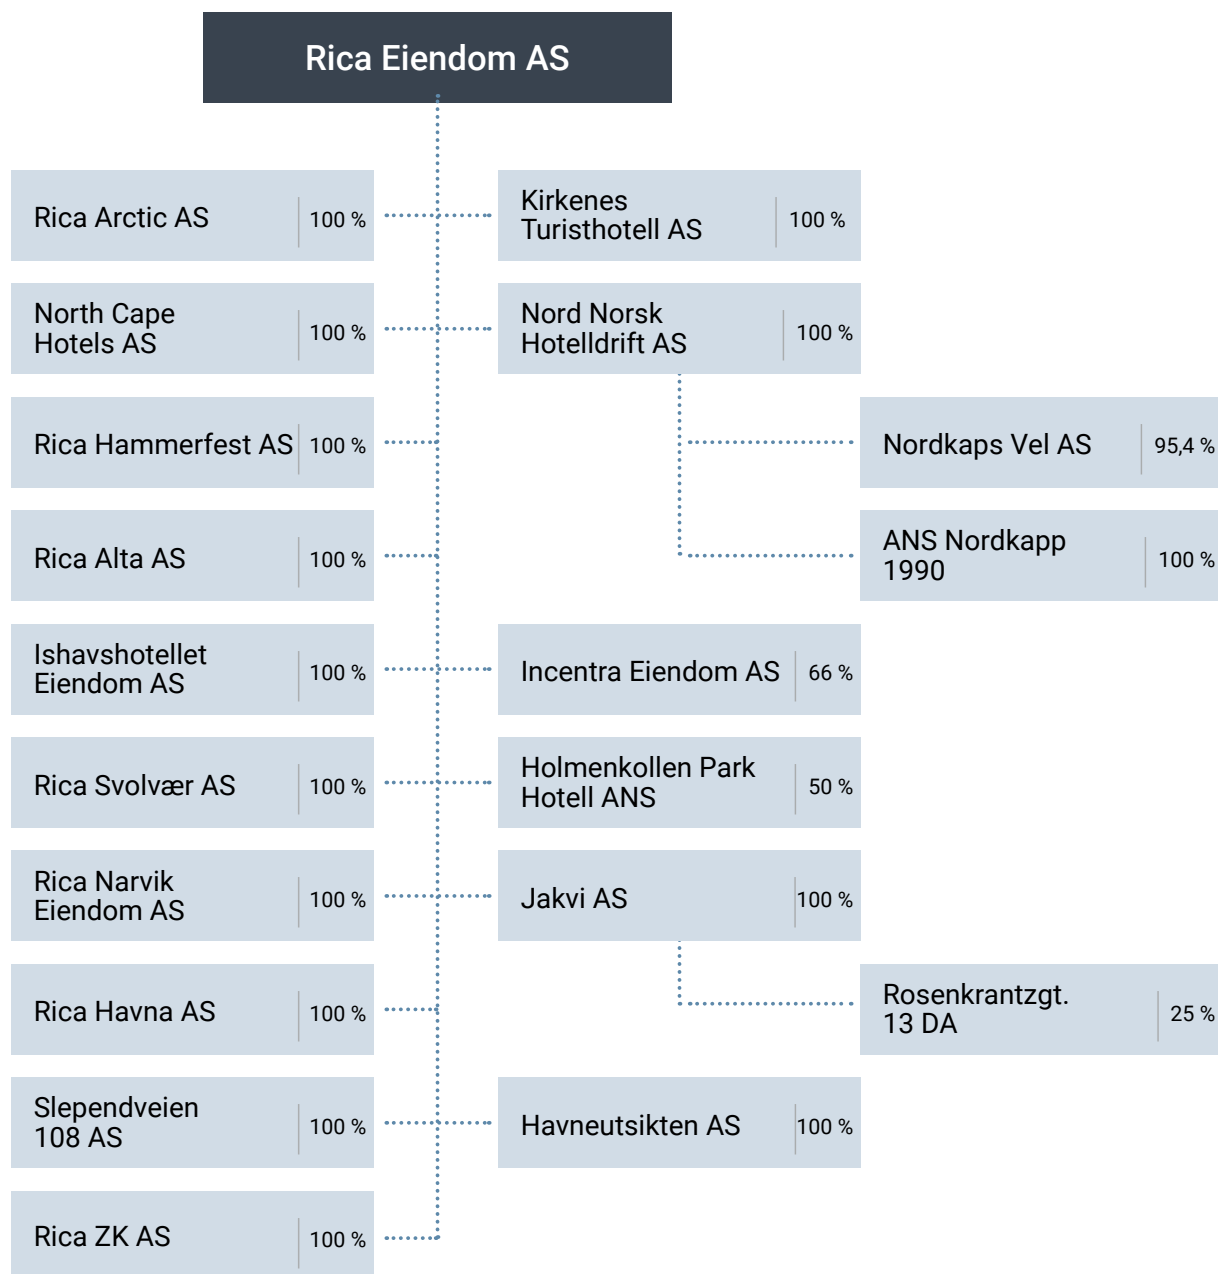 Rica Eiendom AS
Rica Arctic AS
100 %
Kirkenes
Turisthotell AS
100 %
North Cape
Hotels AS
100 %
Nord Norsk
Hotelldrift AS
100 %
Rica Hammerfest AS
100 %
Nordkaps Vel AS
95,4 %
Rica Alta AS
100 %
ANS Nordkapp
1990
100 %
Ishavshotellet
Eiendom AS
100 %
Incentra Eiendom AS
66 %
Rica Svolvær AS
100 %
Holmenkollen Park
Hotell ANS
50 %
Rica Narvik
Eiendom AS
100 %
Jakvi AS
100 %
Rica Havna AS
100 %
Rosenkrantzgt.
13 DA
25 %
Slependveien
108 AS
100 %
Havneutsikten AS
100 %
Rica ZK AS
100 %